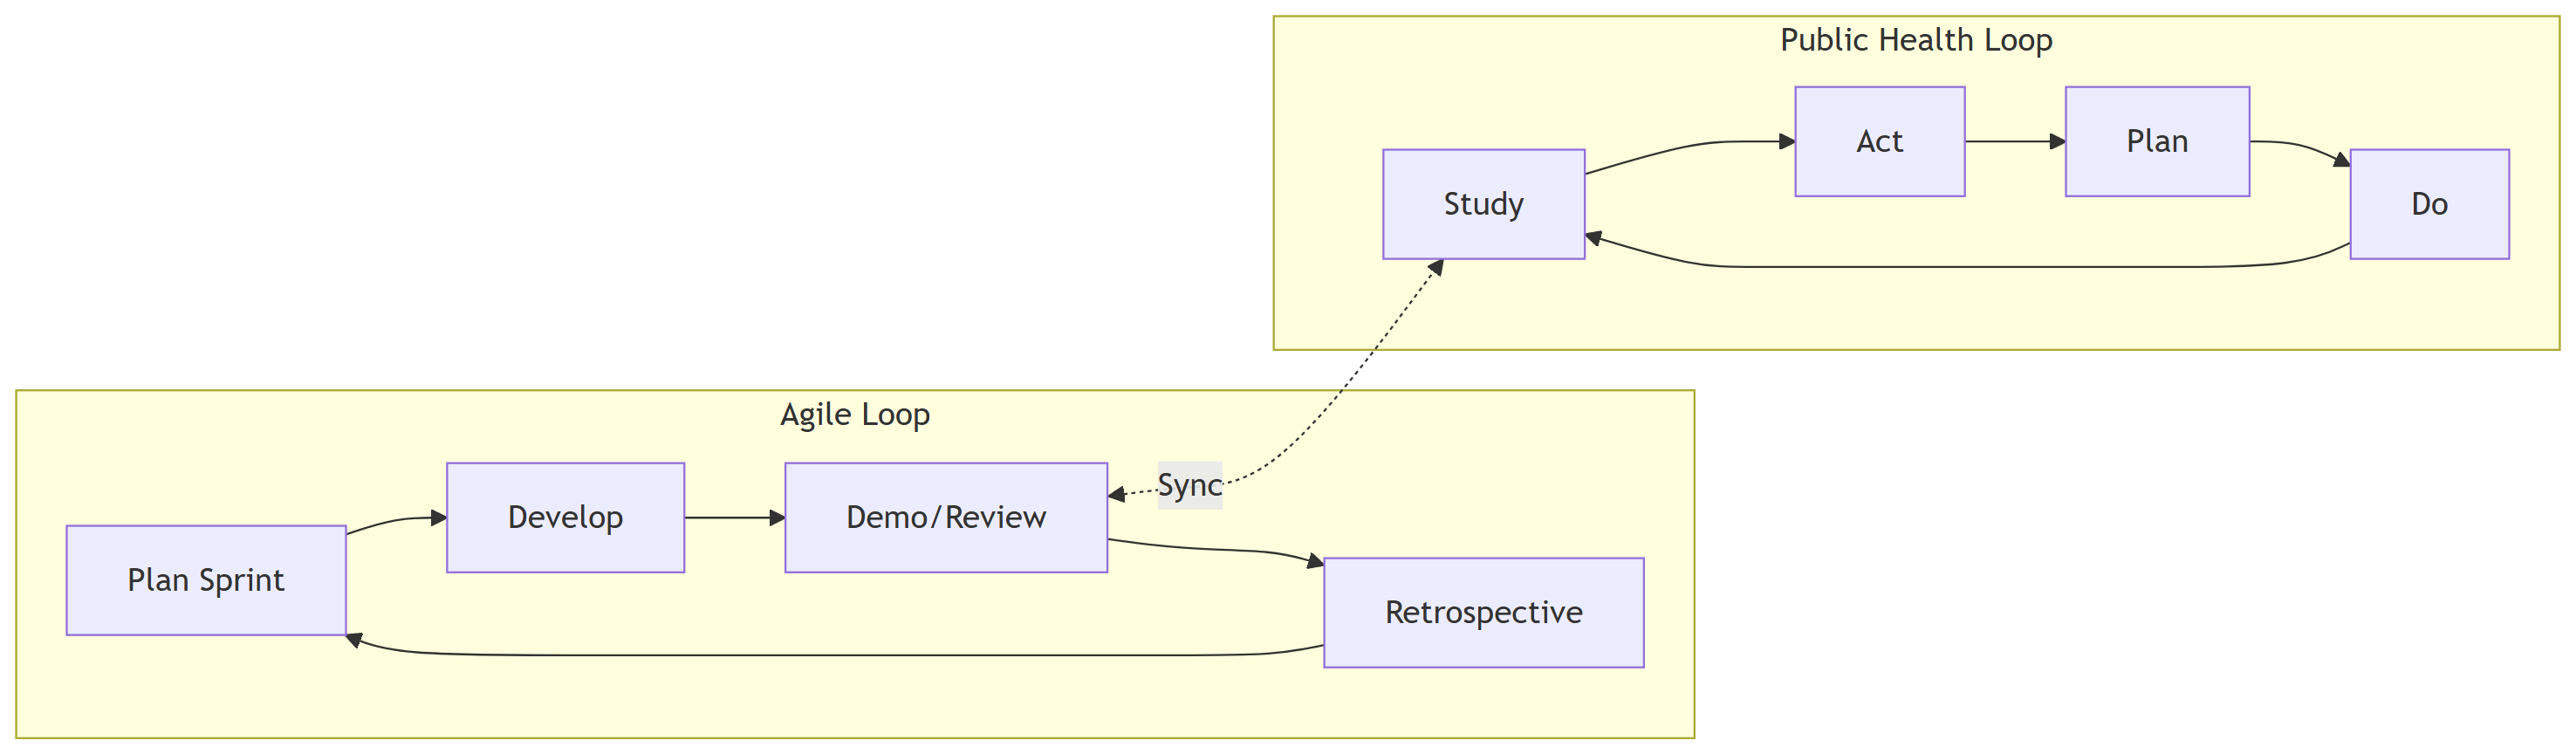 Public Health Loop
Study
Act
Plan
Do
Agile Loop
Plan Sprint
Develop
Demo/Review
Sync
Retrospective